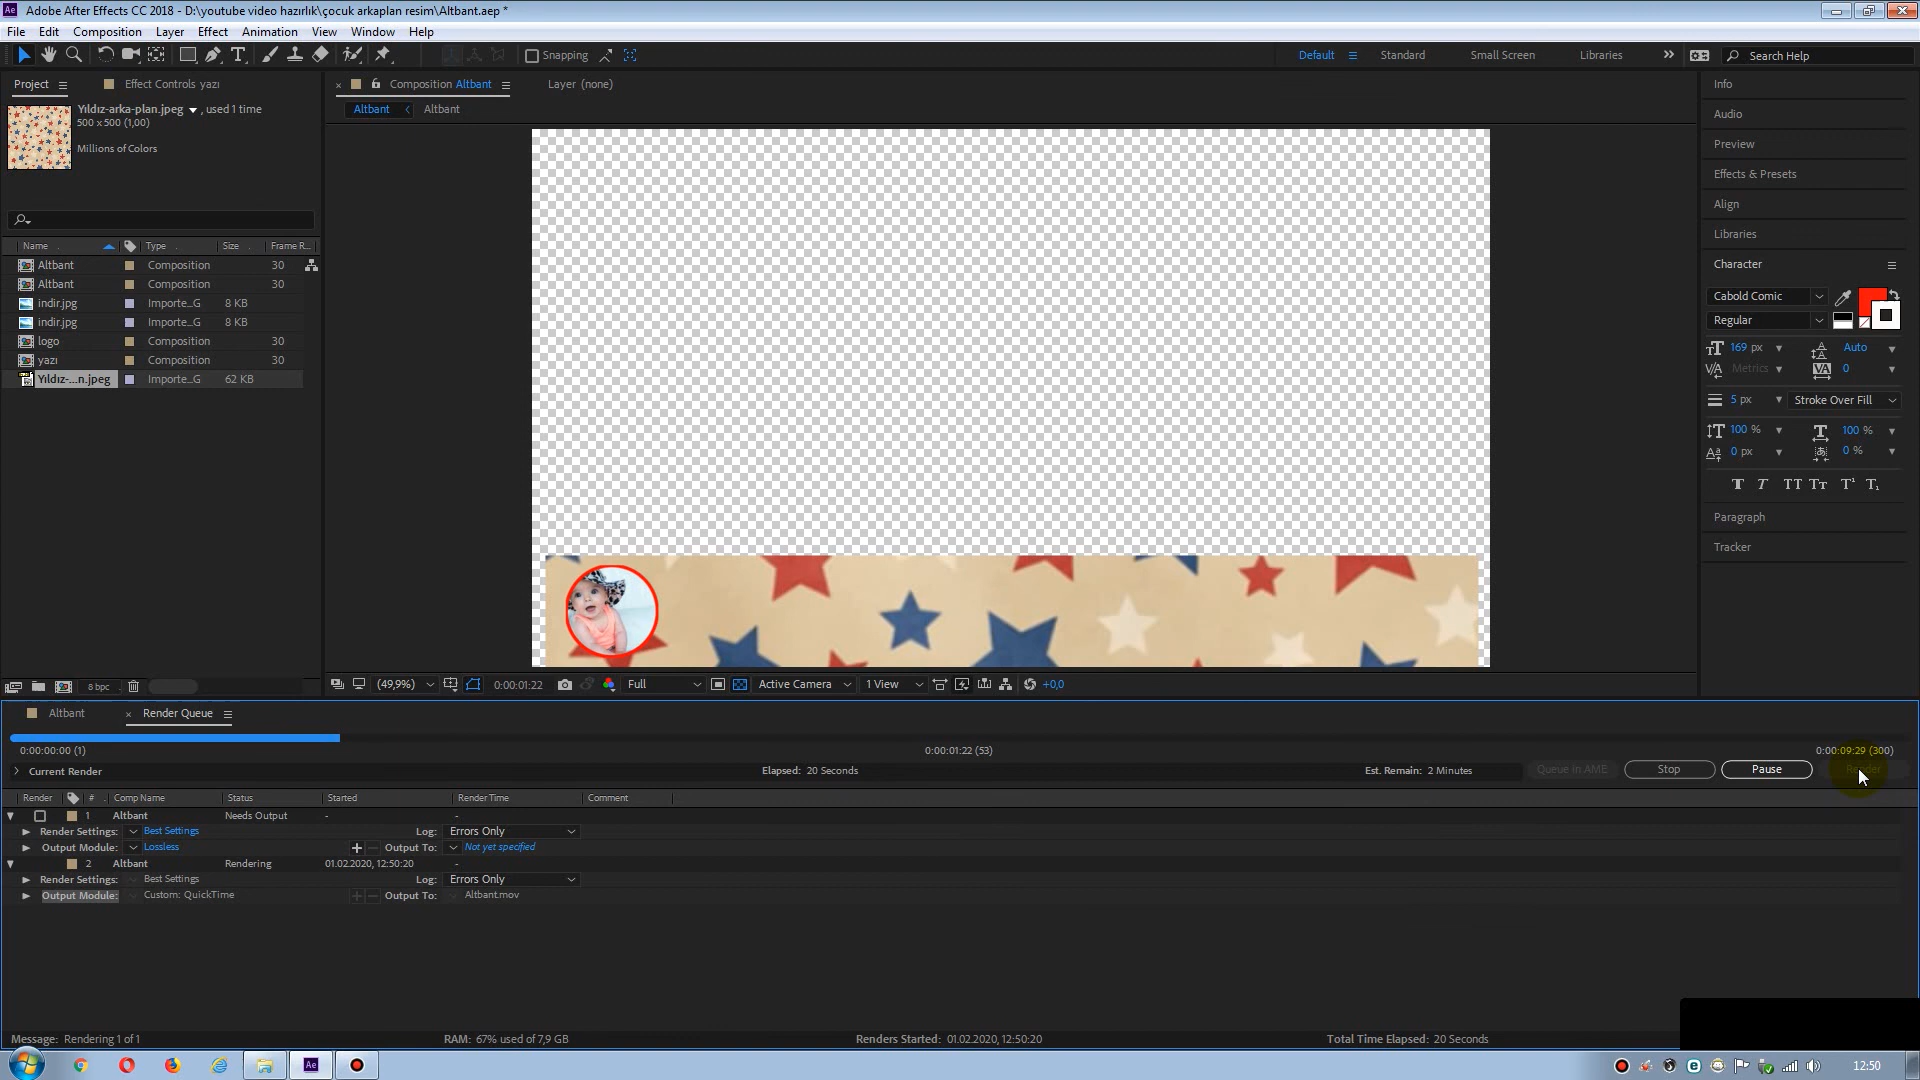 Adobe After Effects CC 2018 - D:\youtube video hazırlık\çocuk arkaplan resim\Altbant.aep *
File Edit Composition Layer Effect Animation View Window Help
Snapping Default Standard Small Screen Libraries Search Help
Project Effect Controls yazı Composition Altbant Layer (none)
Yıldız-arka-plan.jpeg , used 1 time
500 x 500 (1,00)
Millions of Colors
Altbant Altbant
Name Type Size Frame R...
Altbant Composition 30
Altbant Composition 30
indir.jpg Importe...G 8 KB
indir.jpg Importe...G 8 KB
logo Composition 30
yazı Composition 30
Yıldız-...n.jpeg Importe...G 62 KB
8 bpc
(49,9%) 0:00:01:22 Full Active Camera 1 View +0,0
Info
Audio
Preview
Effects & Presets
Align
Libraries
Character
Cabold Comic
Regular
169 px Auto
Metrics 0
5 px Stroke Over Fill
100 % 100 %
0 px 0 %
Paragraph
Tracker
Altbant Render Queue
0:00:00:00 (1) 0:00:01:22 (53) 0:00:09:29 (300)
Current Render Elapsed: 20 Seconds Est. Remain: 2 Minutes Queue in AME Stop Pause Render
Render # Comp Name Status Started Render Time Comment
1 Altbant Needs Output - -
Render Settings: Best Settings Log: Errors Only
Output Module: Lossless Output To: Not yet specified
2 Altbant Rendering 01.02.2020, 12:50:20 -
Render Settings: Best Settings Log: Errors Only
Output Module: Custom: QuickTime Output To: Altbant.mov
Message: Rendering 1 of 1 RAM: 67% used of 7,9 GB Renders Started: 01.02.2020, 12:50:20 Total Time Elapsed: 20 Seconds
12:50